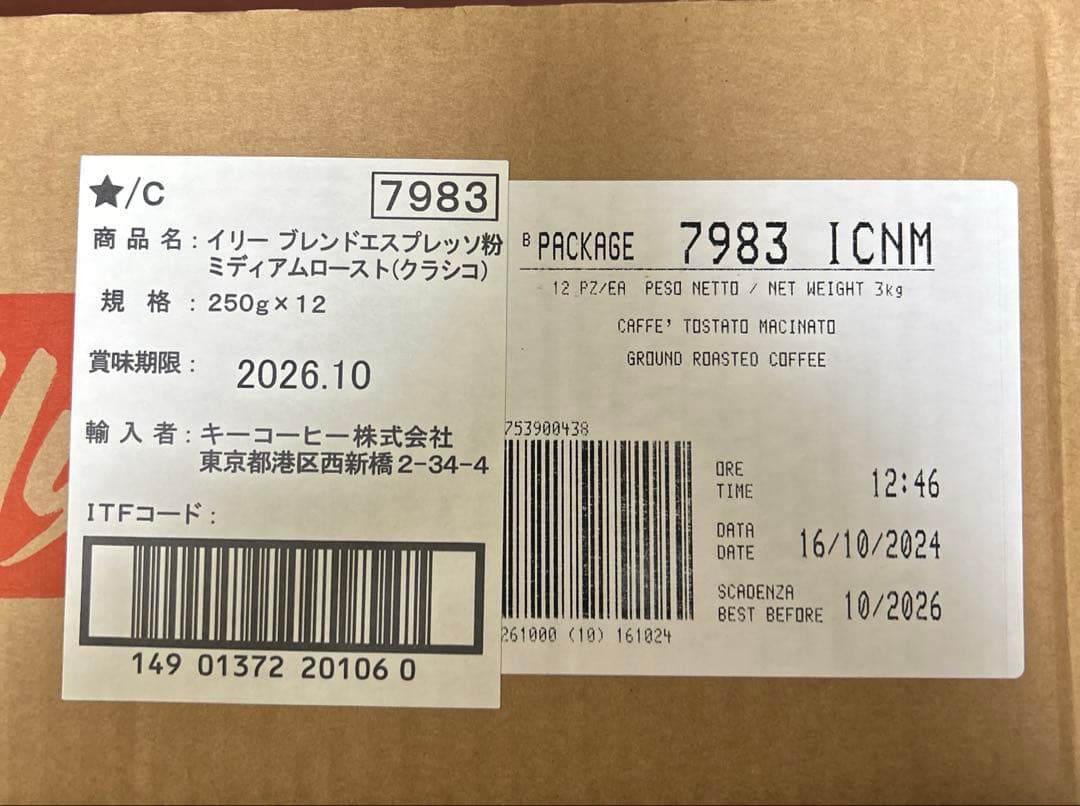 ★/C
7983
商品名：イリー ブレンドエスプレッソ粉
ミディアムロースト(クラシコ)
規格：250g×12
賞味期限：2026.10
輸入者：キーコーヒー株式会社
東京都港区西新橋2-34-4
ITFコード：
149 01372 20106 0
B PACKAGE 7983 ICNM
12 PZ/EA PESO NETTO / NET WEIGHT 3kg
CAFFE' TOSTATO MACINATO
GROUND ROASTED COFFEE
753900438
ORE
TIME
12:46
DATA
DATE
16/10/2024
SCADENZA
BEST BEFORE
10/2026
261000 (10) 161024